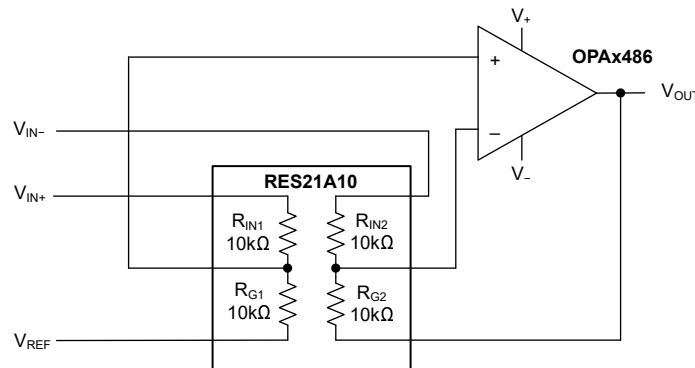 V+
OPAx486
+
VOUT
VIN−
−
V−
RES21A10
VIN+
RIN1
10kΩ
RIN2
10kΩ
RG1
10kΩ
RG2
10kΩ
VREF